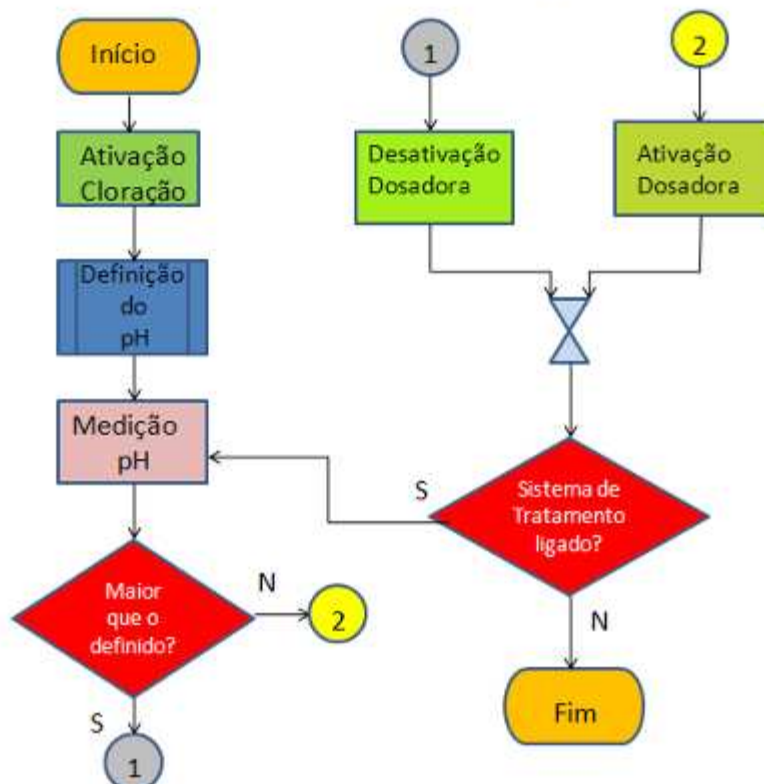 Início
Ativação
Cloração
Definição
do
pH
Medição
pH
Maior
que o
definido?
N
2
S
1
1
Desativação
Dosadora
2
Ativação
Dosadora
Sistema de
Tratamento
ligado?
S
N
Fim